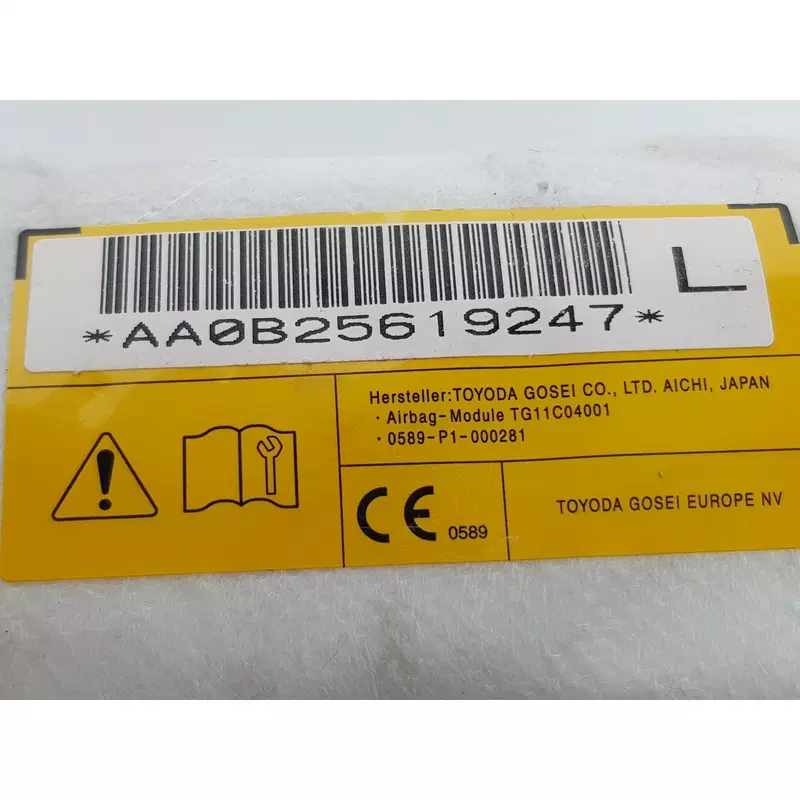 L
*AA0B25619247*
Hersteller:TOYODA GOSEI CO., LTD. AICHI, JAPAN
· Airbag-Module TG11C04001
· 0589-P1-000281
CE 0589
TOYODA GOSEI EUROPE NV